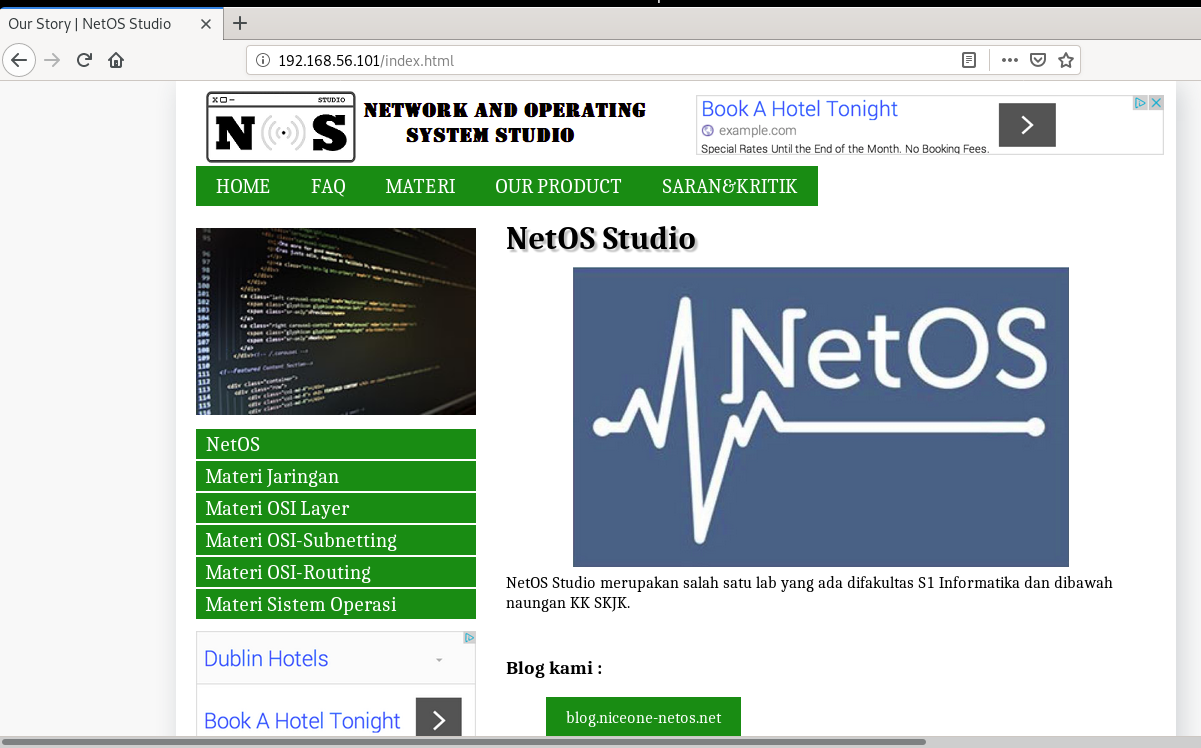 Our Story | NetOS Studio
192.168.56.101/index.html
STUDIO
NOS
NETWORK AND OPERATING
SYSTEM STUDIO
Book A Hotel Tonight
example.com
Special Rates Until the End of the Month. No Booking Fees.
HOME FAQ MATERI OUR PRODUCT SARAN&KRITIK
NetOS Studio
NetOS
NetOS
Materi Jaringan
Materi OSI Layer
Materi OSI-Subnetting
Materi OSI-Routing
Materi Sistem Operasi
NetOS Studio merupakan salah satu lab yang ada difakultas S1 Informatika dan dibawah
naungan KK SKJK.
Blog kami :
blog.niceone-netos.net
Dublin Hotels
Book A Hotel Tonight